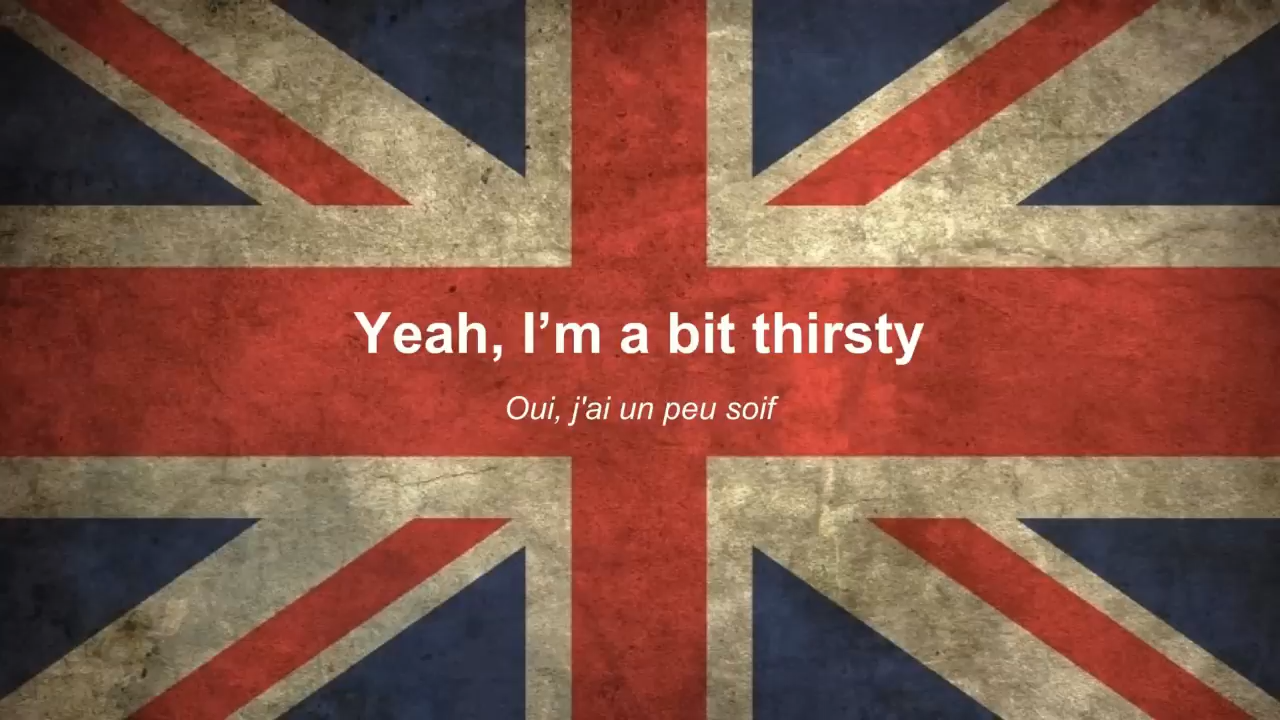 Yeah, I’m a bit thirsty
Oui, j'ai un peu soif